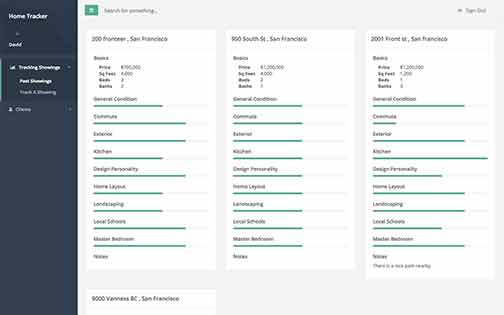 Home Tracker
Search for something...
Sign Out
David
Tracking Showings
Past Showings
Track A Showing
Clients
200 fronteer , San Francisco
Basics
Price $700,000
Sq Feet 4,000
Beds 2
Baths 2
General Condition
Commute
Exterior
Kitchen
Design Personality
Home Layout
Landscaping
Local Schools
Master Bedroom
Notes
900 South St , San Francisco
Basics
Price $1,200,000
Sq Feet 4,000
Beds 2
Baths 2
General Condition
Commute
Exterior
Kitchen
Design Personality
Home Layout
Landscaping
Local Schools
Master Bedroom
Notes
2001 Front st , San Francisco
Basics
Price $1,200,000
Sq Feet 1,200
Beds
Baths
General Condition
Commute
Exterior
Kitchen
Design Personality
Home Layout
Landscaping
Local Schools
Master Bedroom
Notes
There is a nice park nearby
9000 Vanness BC , San Francisco